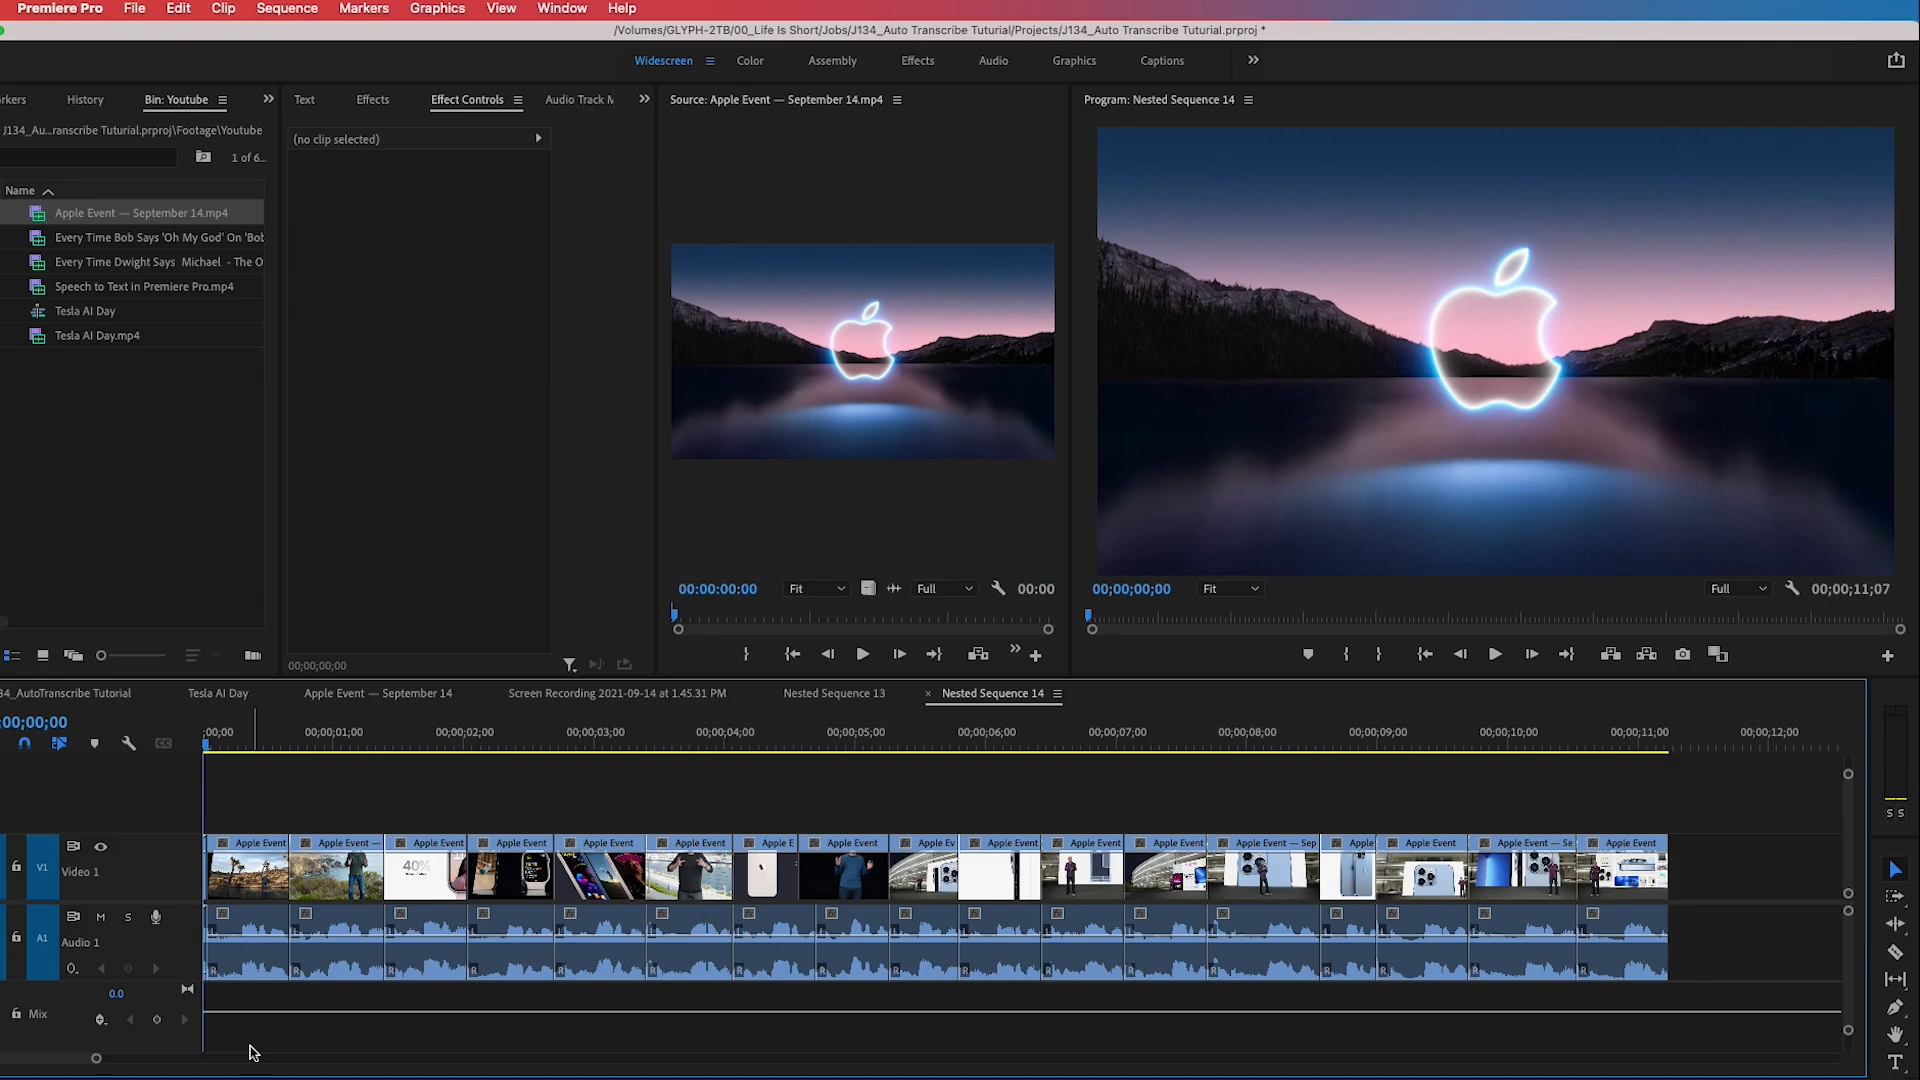 Premiere Pro File Edit Clip Sequence Markers Graphics View Window Help
/Volumes/GLYPH-2TB/00_Life Is Short/Jobs/J134_Auto Transcribe Tuturial/Projects/J134_Auto Transcribe Tuturial.prproj *
Widescreen Color Assembly Effects Audio Graphics Captions
rkers History Bin: Youtube
Text Effects Effect Controls Audio Track M
Source: Apple Event — September 14.mp4
Program: Nested Sequence 14
J134_Au...ranscribe Tuturial.prproj\Footage\Youtube
1 of 6...
(no clip selected)
Name
Apple Event — September 14.mp4
Every Time Bob Says 'Oh My God' On 'Bob
Every Time Dwight Says Michael - The O
Speech to Text in Premiere Pro.mp4
Tesla AI Day
Tesla AI Day.mp4
00;00;00;00
00:00:00:00 Fit Full 00:00
00;00;00;00 Fit Full 00;00;11;07
34_AutoTranscribe Tutorial Tesla AI Day Apple Event — September 14 Screen Recording 2021-09-14 at 1.45.31 PM Nested Sequence 13 × Nested Sequence 14
:00;00;00
;00;00 00;00;01;00 00;00;02;00 00;00;03;00 00;00;04;00 00;00;05;00 00;00;06;00 00;00;07;00 00;00;08;00 00;00;09;00 00;00;10;00 00;00;11;00 00;00;12;00
S S
Apple Event Apple Event — Apple Event Apple Event Apple Event Apple Event Apple E Apple Event Apple Ev Apple Event Apple Event Apple Event Apple Event — Sep Apple Apple Event Apple Event — Se Apple Event
V1 Video 1
40%
M S
A1 Audio 1
0.0
Mix